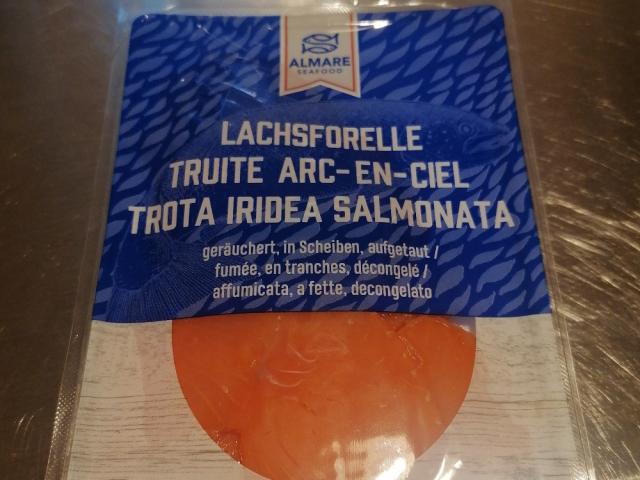 ALMARE
SEAFOOD
LACHSFORELLE
TRUITE ARC-EN-CIEL
TROTA IRIDEA SALMONATA
geräuchert, in Scheiben, aufgetaut /
fumée, en tranches, décongelé /
affumicata, a fette, decongelato